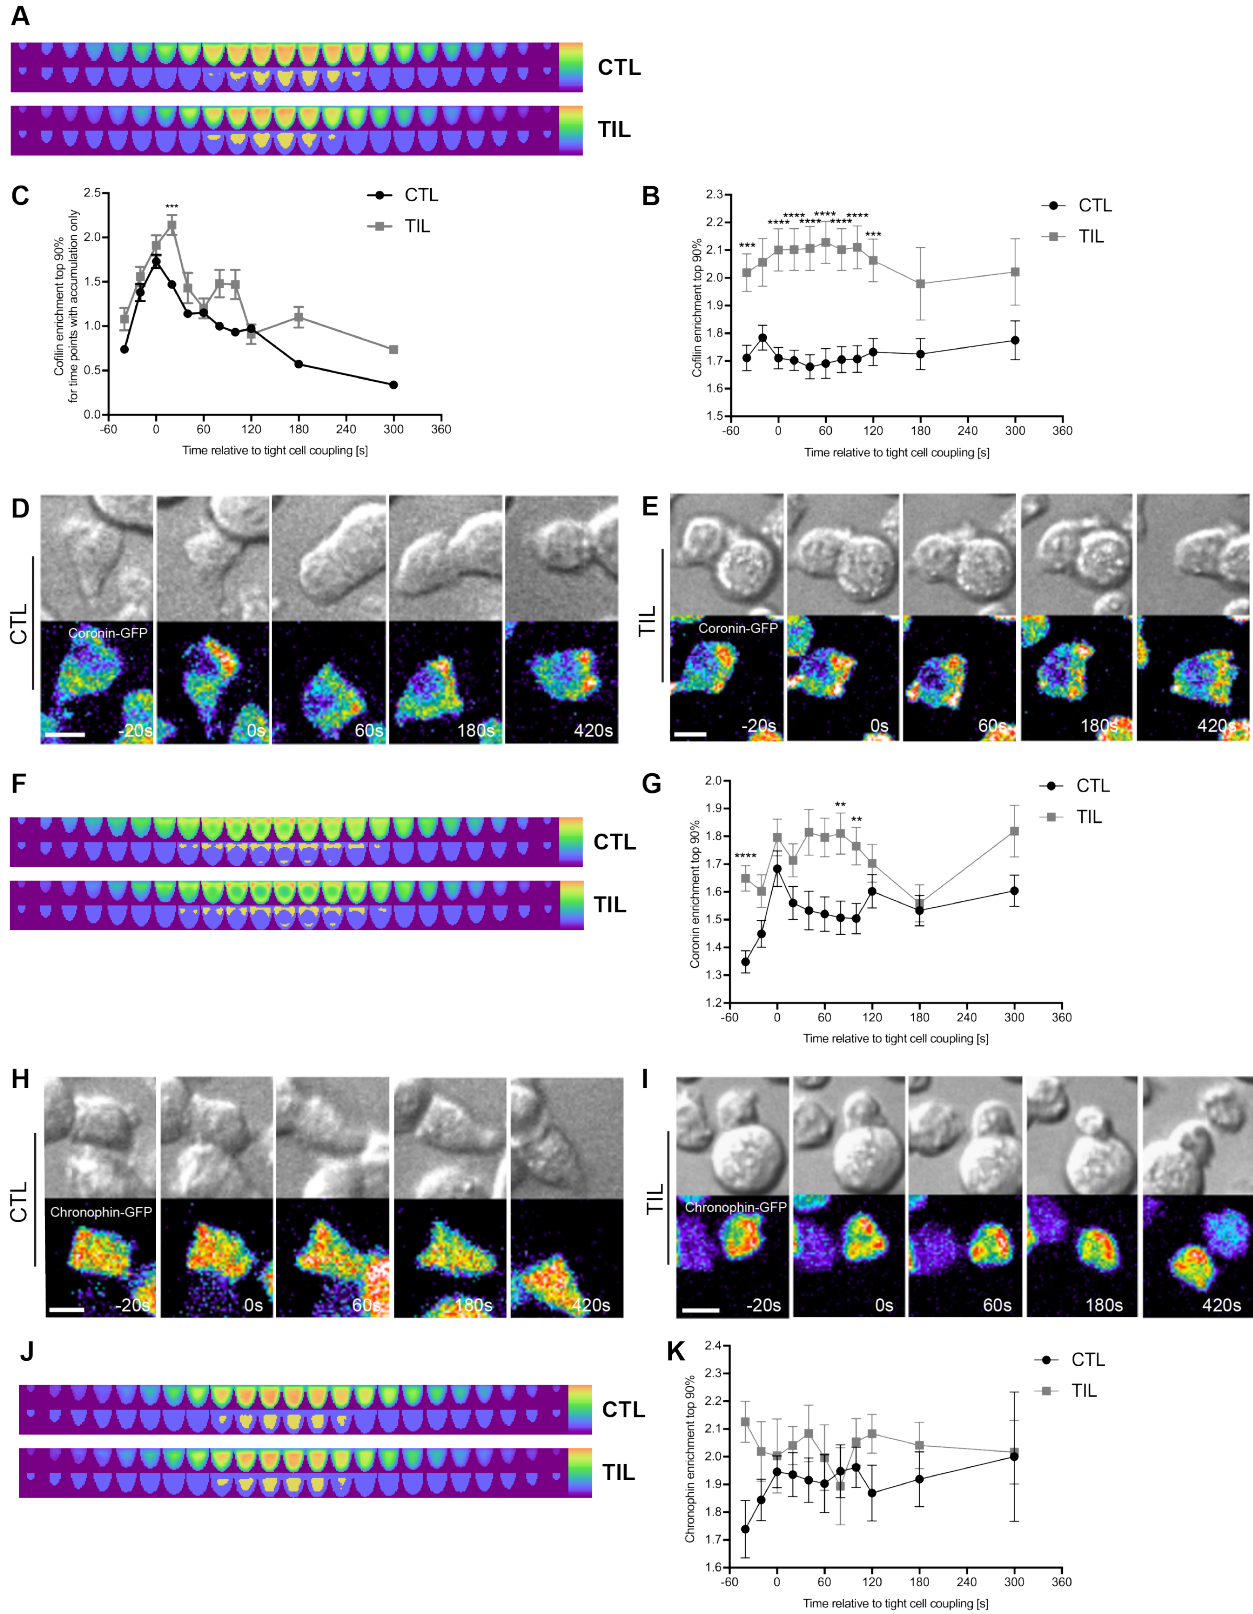 A
CTL
TIL
C
2.5
2.0
1.5
1.0
0.5
0.0
-60
0
60
120
180
240
300
360
***
CTL
TIL
Cofilin enrichment top 90%
for time points with accumulation only
Time relative to tight cell coupling [s]
B
2.3
2.2
2.1
2.0
1.9
1.8
1.7
1.6
1.5
-60
0
60
120
180
240
300
360
***
****
****
****
****
****
****
***
CTL
TIL
Cofilin enrichment top 90%
Time relative to tight cell coupling [s]
D
CTL
Coronin-GFP
-20s
0s
60s
180s
420s
E
TIL
Coronin-GFP
-20s
0s
60s
180s
420s
F
CTL
TIL
G
2.0
1.9
1.8
1.7
1.6
1.5
1.4
1.3
1.2
-60
0
60
120
180
240
300
360
****
**
**
CTL
TIL
Coronin enrichment top 90%
Time relative to tight cell coupling [s]
H
CTL
Chronophin-GFP
-20s
0s
60s
180s
420s
I
TIL
Chronophin-GFP
-20s
0s
60s
180s
420s
J
CTL
TIL
K
2.4
2.3
2.2
2.1
2.0
1.9
1.8
1.7
1.6
-60
0
60
120
180
240
300
360
CTL
TIL
Chronophin enrichment top 90%
Time relative to tight cell coupling [s]